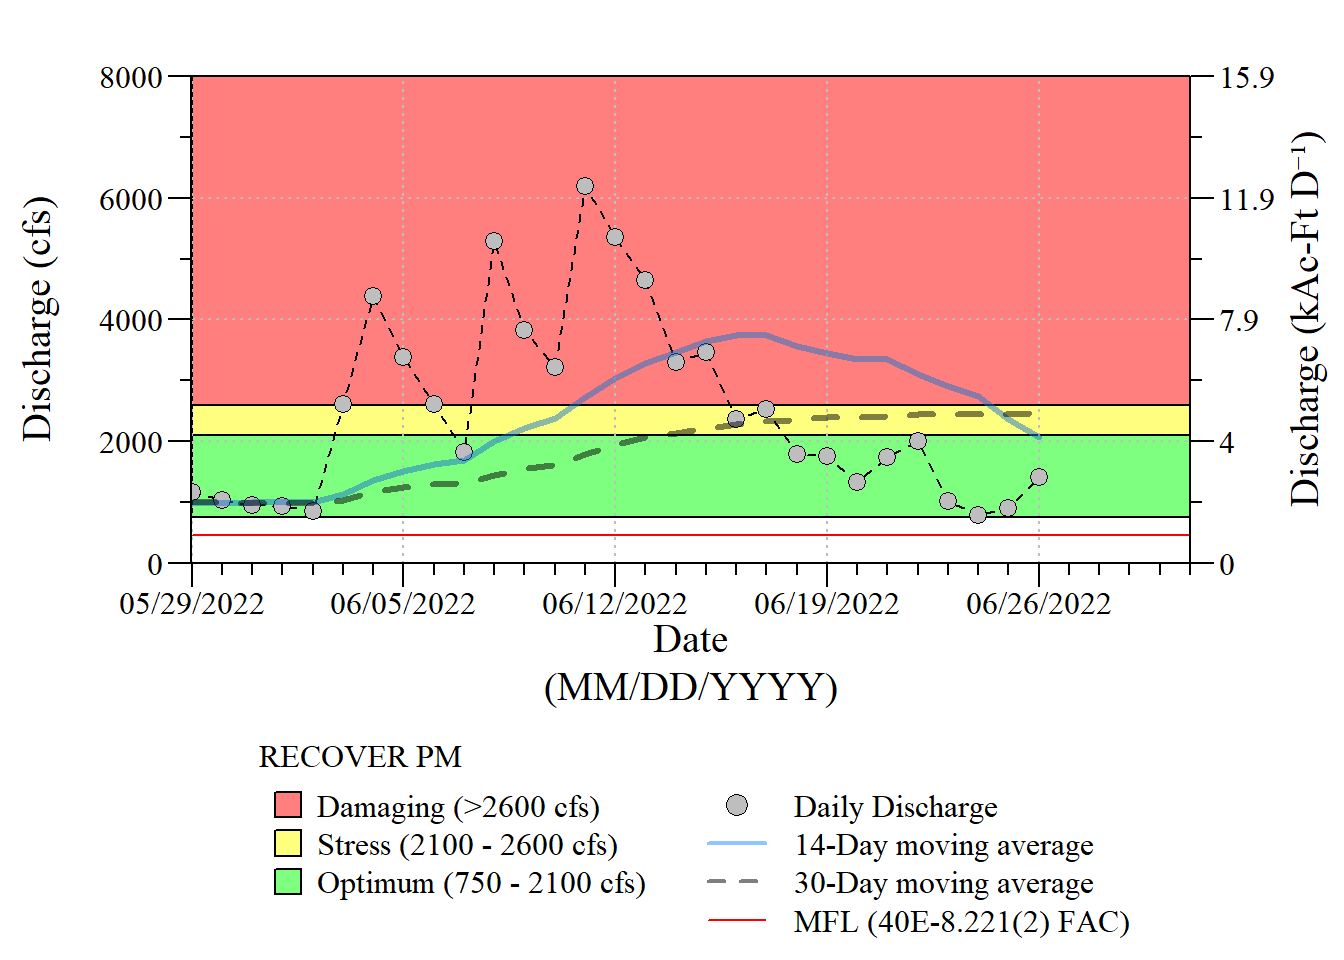 8000
6000
4000
2000
0
Discharge (cfs)
15.9
11.9
7.9
4
0
Discharge (kAc-Ft D⁻¹)
05/29/2022 06/05/2022 06/12/2022 06/19/2022 06/26/2022
Date
(MM/DD/YYYY)
RECOVER PM
Damaging (>2600 cfs)
Stress (2100 - 2600 cfs)
Optimum (750 - 2100 cfs)
Daily Discharge
14-Day moving average
30-Day moving average
MFL (40E-8.221(2) FAC)